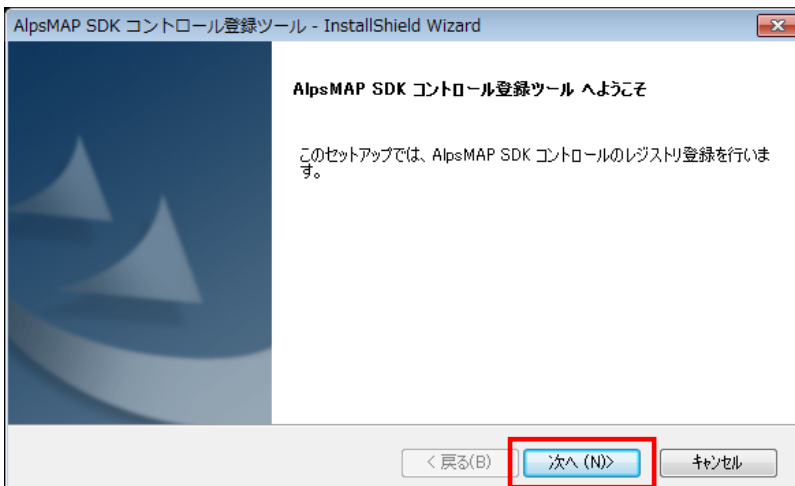 AlpsMAP SDK コントロール登録ツール - InstallShield Wizard
AlpsMAP SDK コントロール登録ツール へようこそ
このセットアップでは、AlpsMAP SDK コントロールのレジストリ登録を行いま
す。
< 戻る(B)
次へ (N)>
キャンセル